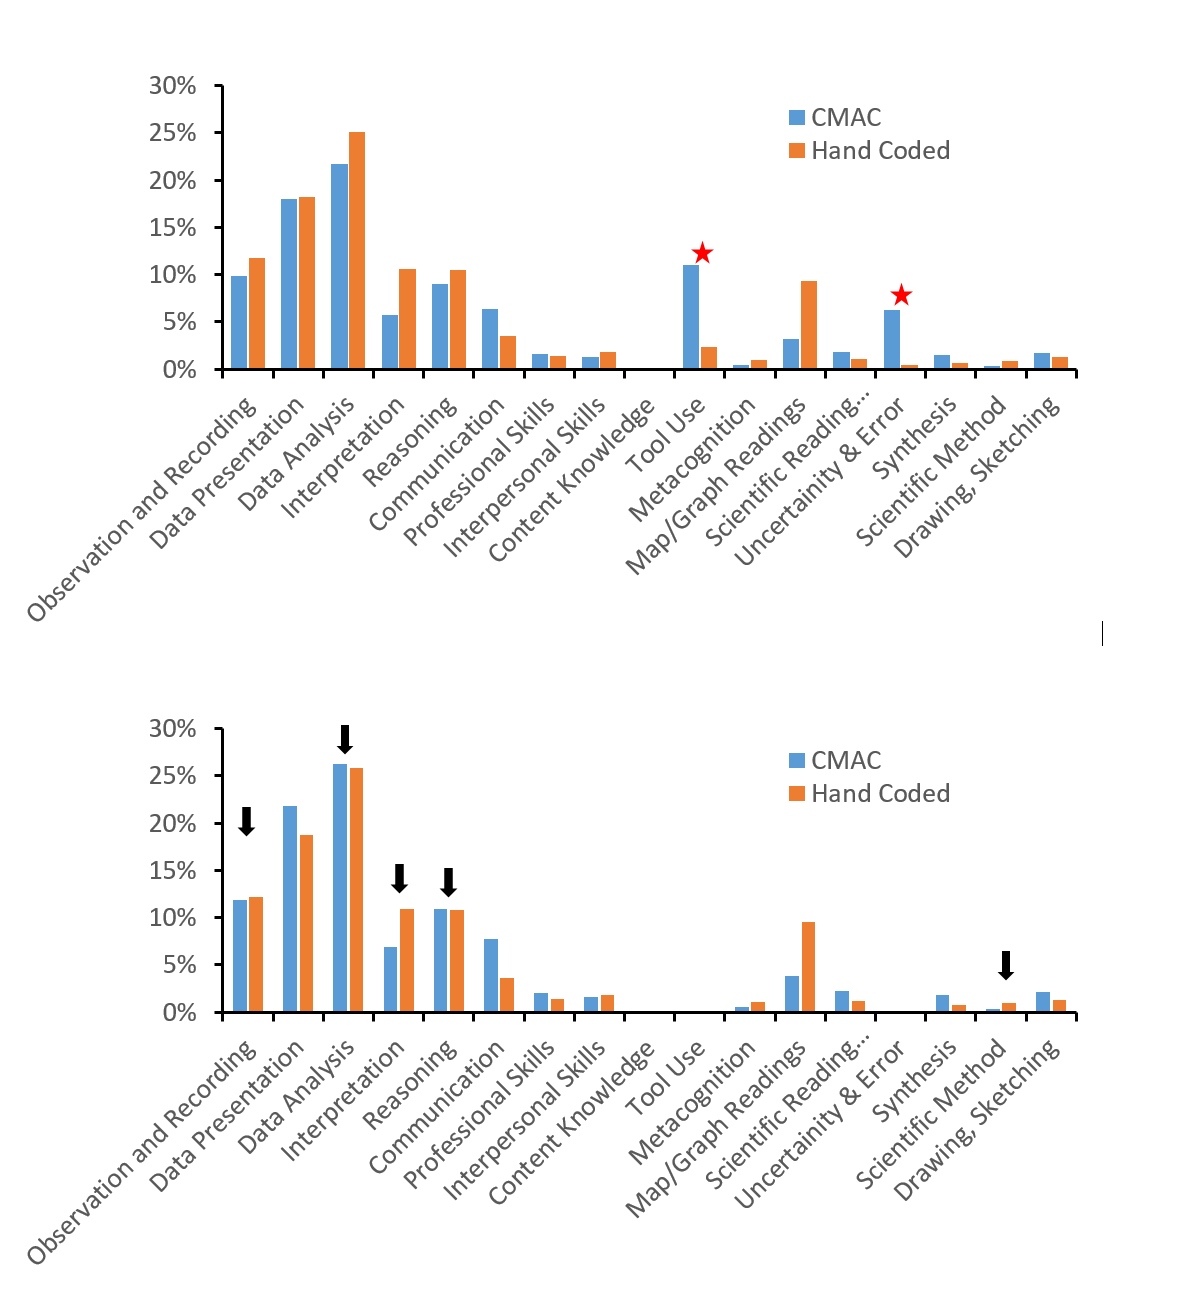 30%
25%
20%
15%
10%
5%
0%
CMAC
Hand Coded
Observation and Recording
Data Presentation
Data Analysis
Interpretation
Reasoning
Communication
Professional Skills
Interpersonal Skills
Content Knowledge
Tool Use
Metacognition
Map/Graph Readings
Scientific Reading...
Uncertainity & Error
Synthesis
Scientific Method
Drawing, Sketching
30%
25%
20%
15%
10%
5%
0%
CMAC
Hand Coded
Observation and Recording
Data Presentation
Data Analysis
Interpretation
Reasoning
Communication
Professional Skills
Interpersonal Skills
Content Knowledge
Tool Use
Metacognition
Map/Graph Readings
Scientific Reading...
Uncertainity & Error
Synthesis
Scientific Method
Drawing, Sketching